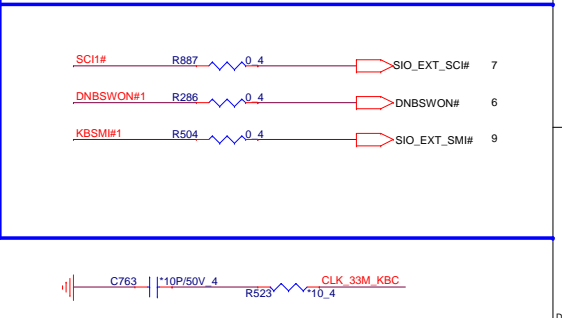 SCI1# R887 0_4 SIO_EXT_SCI# 7
DNBSWON#1 R286 0_4 DNBSWON# 6
KBSMI#1 R504 0_4 SIO_EXT_SMI# 9
C763 *10P/50V_4 R523 *10_4 CLK_33M_KBC